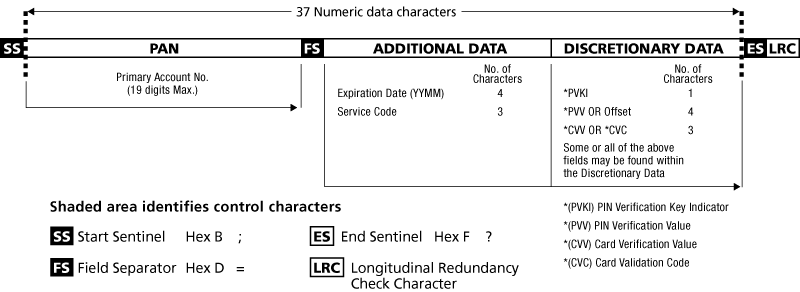 37 Numeric data characters
SS PAN FS ADDITIONAL DATA DISCRETIONARY DATA ES LRC
Primary Account No.
(19 digits Max.)
No. of
Characters
Expiration Date (YYMM) 4
Service Code 3
No. of
Characters
*PVKI 1
*PVV OR Offset 4
*CVV OR *CVC 3
Some or all of the above
fields may be found within
the Discretionary Data
Shaded area identifies control characters
SS Start Sentinel Hex B ;
ES End Sentinel Hex F ?
FS Field Separator Hex D =
LRC Longitudinal Redundancy
Check Character
*(PVKI) PIN Verification Key Indicator
*(PVV) PIN Verification Value
*(CVV) Card Verification Value
*(CVC) Card Validation Code